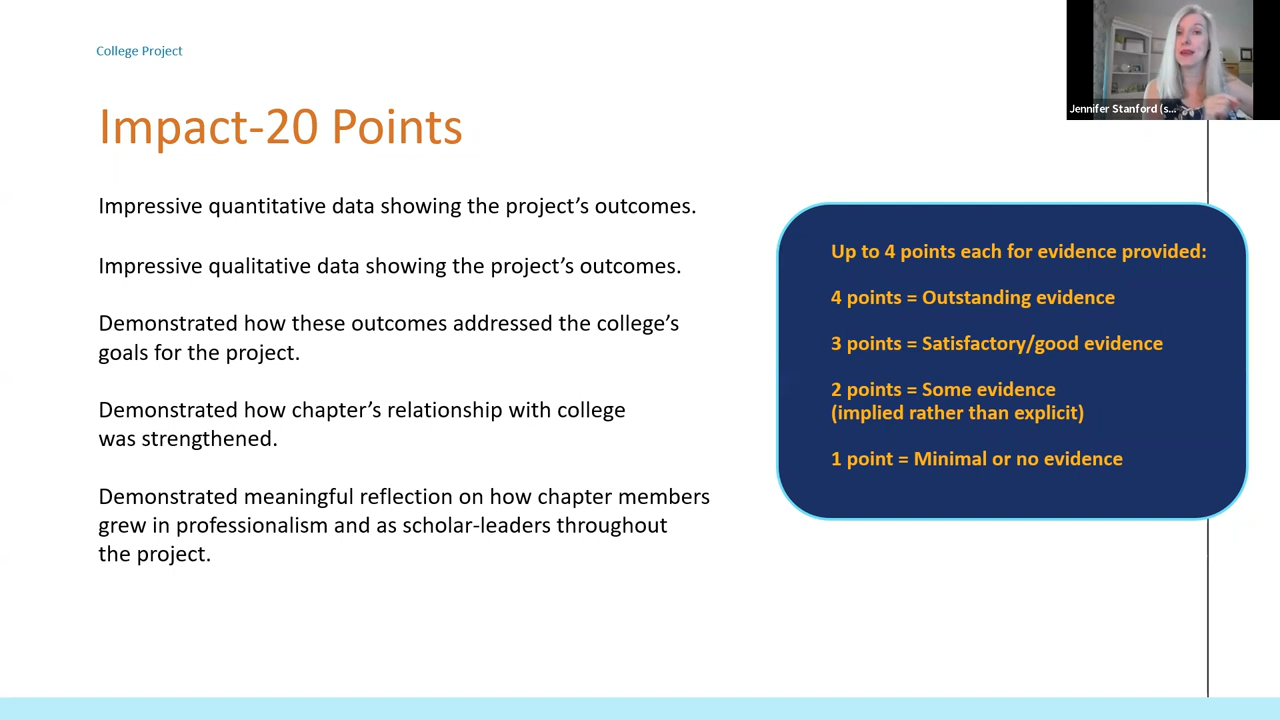 College Project
Jennifer Stanford (s...
Impact-20 Points
Impressive quantitative data showing the project’s outcomes.
Impressive qualitative data showing the project’s outcomes.
Demonstrated how these outcomes addressed the college’s
goals for the project.
Demonstrated how chapter’s relationship with college
was strengthened.
Demonstrated meaningful reflection on how chapter members
grew in professionalism and as scholar-leaders throughout
the project.
Up to 4 points each for evidence provided:
4 points = Outstanding evidence
3 points = Satisfactory/good evidence
2 points = Some evidence
(implied rather than explicit)
1 point = Minimal or no evidence